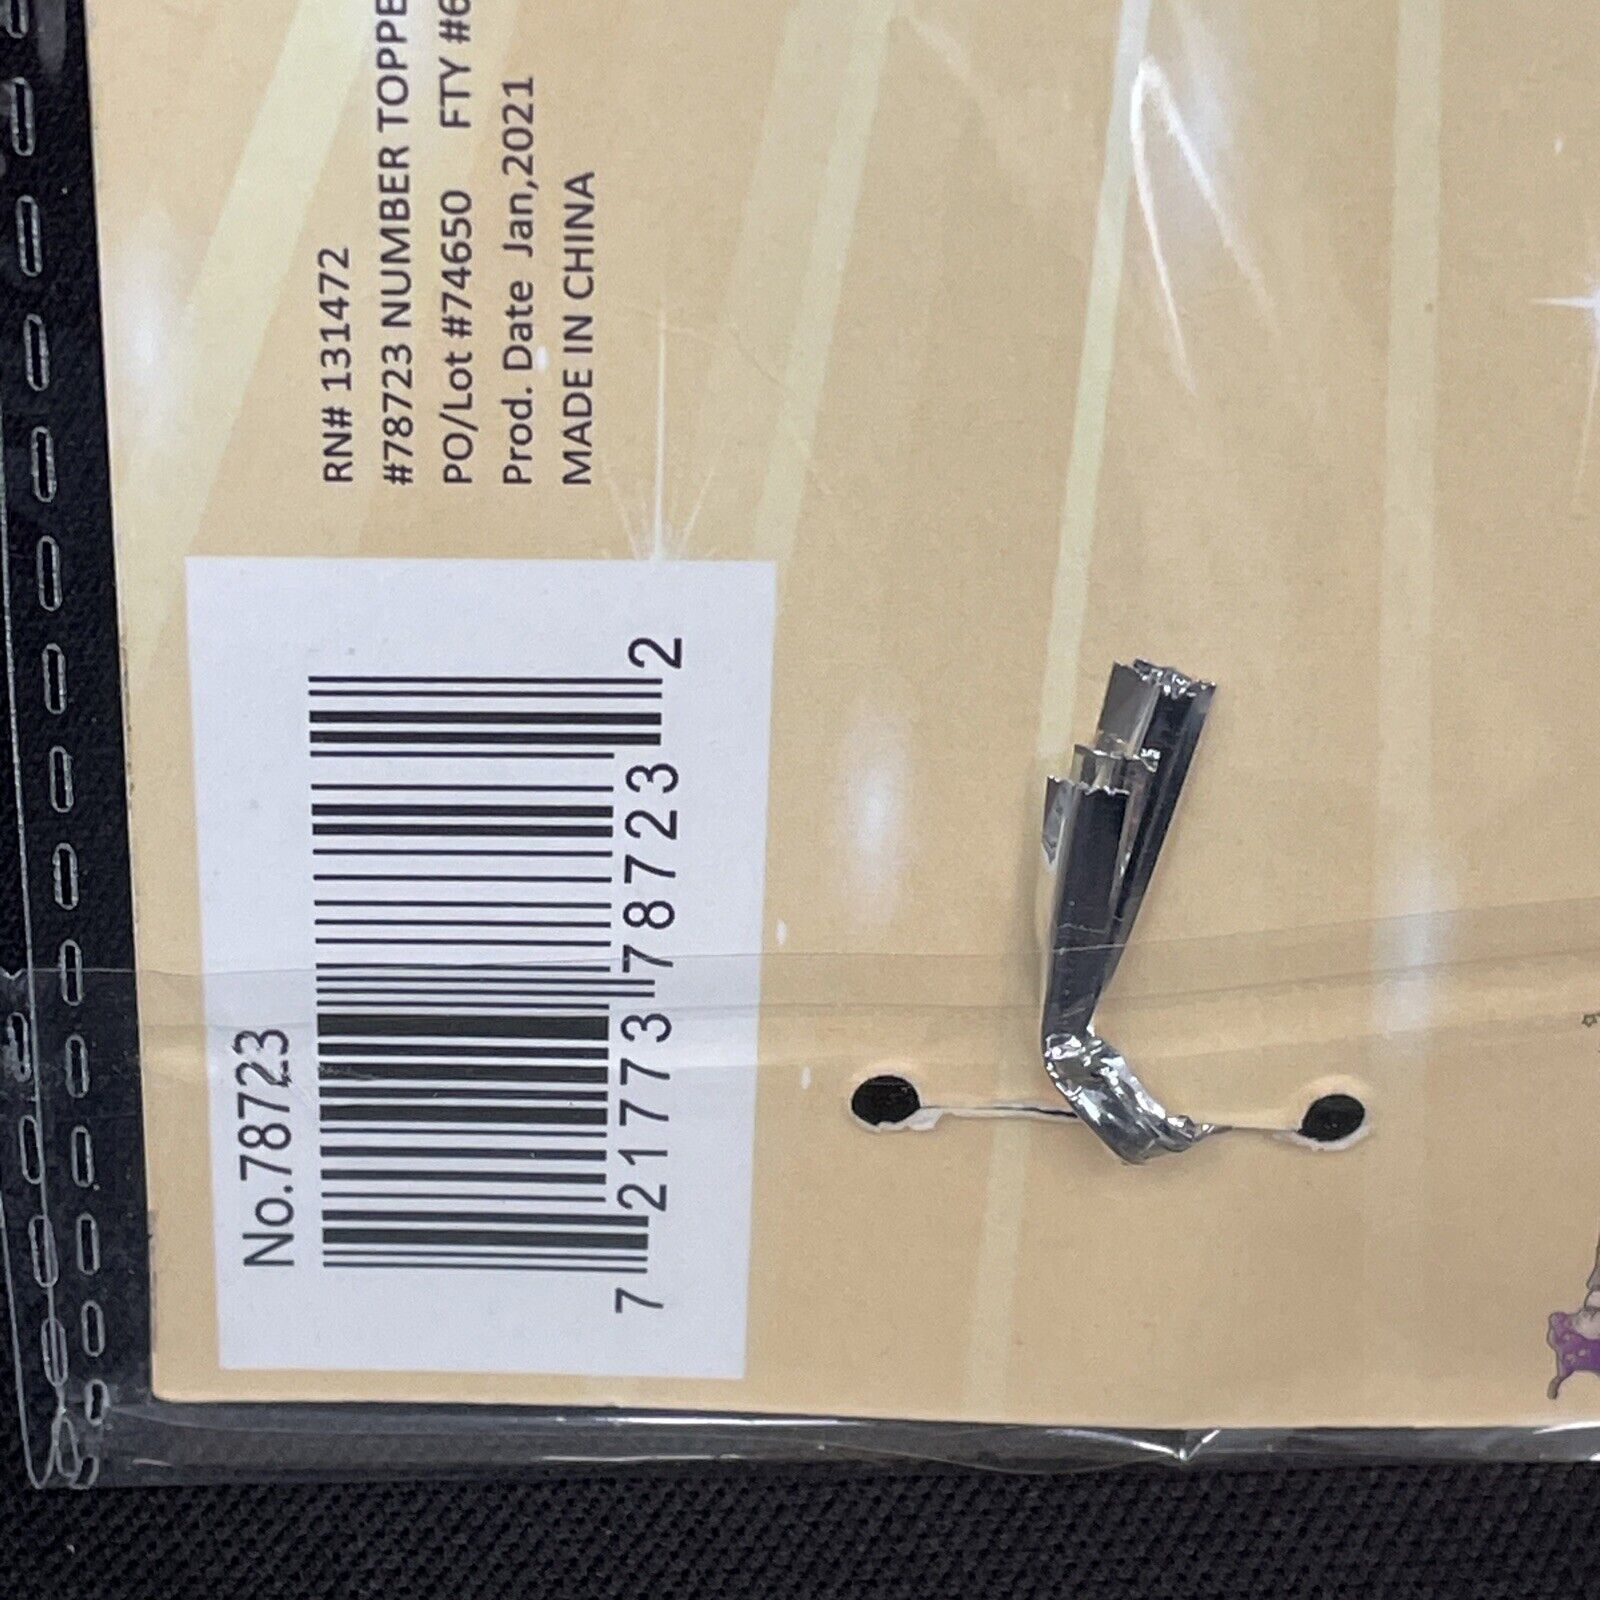 RN# 131472
#78723 NUMBER TOPPE
PO/Lot #74650 FTY #6
Prod. Date Jan,2021
MADE IN CHINA
No.78723
7 21773 78723 2